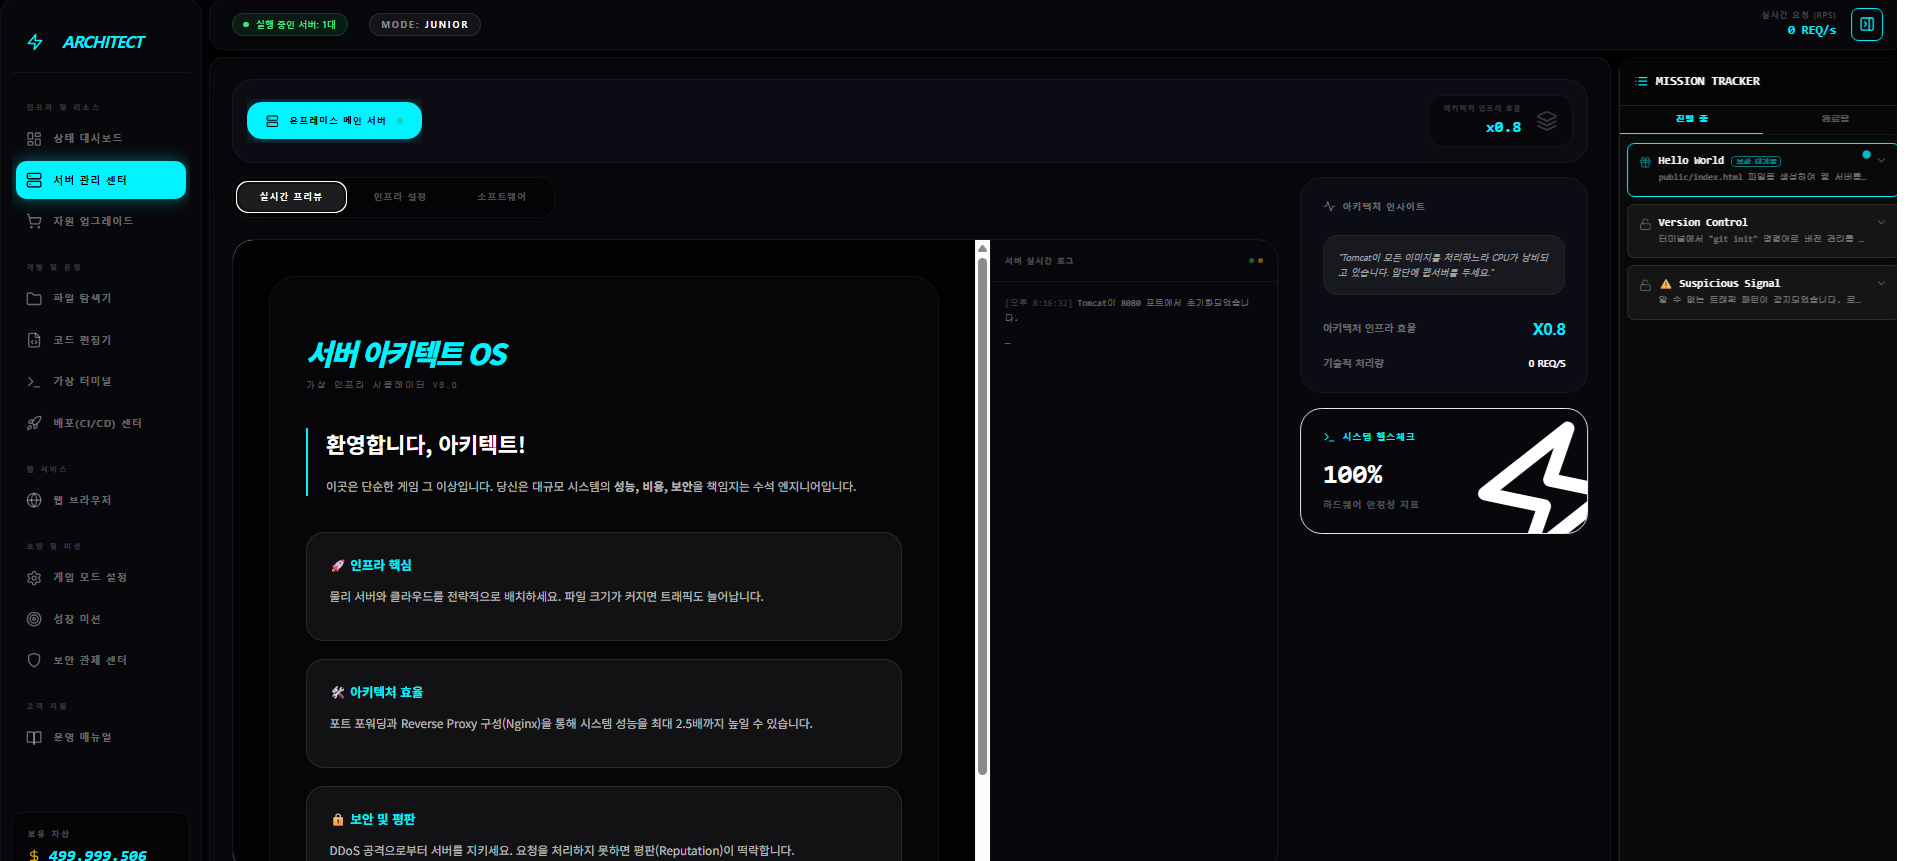 ARCHITECT
인프라 및 리소스
상태 대시보드
서버 관리 센터
자원 업그레이드
개발 및 운영
파일 탐색기
코드 편집기
가상 터미널
배포(CI/CD) 센터
웹 서비스
웹 브라우저
보안 및 미션
게임 모드 설정
성장 미션
보안 관제 센터
고객 지원
운영 매뉴얼
보유 자산
$ 499,999,506
실행 중인 서버: 1대
MODE: JUNIOR
실시간 요청 (RPS)
0 REQ/s
온프레미스 메인 서버
아키텍처 인프라 효율
x0.8
실시간 프리뷰
인프라 설정
소프트웨어
서버 아키텍트 OS
가상 인프라 시뮬레이터 V8.0
환영합니다, 아키텍트!
이곳은 단순한 게임 그 이상입니다. 당신은 대규모 시스템의 성능, 비용, 보안을 책임지는 수석 엔지니어입니다.
🚀 인프라 핵심
물리 서버와 클라우드를 전략적으로 배치하세요. 파일 크기가 커지면 트래픽도 늘어납니다.
🛠 아키텍처 효율
포트 포워딩과 Reverse Proxy 구성(Nginx)을 통해 시스템 성능을 최대 2.5배까지 높일 수 있습니다.
🔒 보안 및 평판
DDoS 공격으로부터 서버를 지키세요. 요청을 처리하지 못하면 평판(Reputation)이 떡락합니다.
서버 실시간 로그
[오후 8:16:32] Tomcat이 8080 포트에서 초기화되었습니
다.
_
아키텍처 인사이트
"Tomcat이 모든 이미지를 처리하느라 CPU가 낭비되
고 있습니다. 앞단에 웹서버를 두세요."
아키텍처 인프라 효율
X0.8
기술적 처리량
0 REQ/S
시스템 헬스체크
100%
하드웨어 안정성 지표
MISSION TRACKER
진행 중
완료됨
Hello World 보상 대기중
public/index.html 파일을 생성하여 웹 서버를…
Version Control
터미널에서 "git init" 명령어로 버전 관리를 …
⚠️ Suspicious Signal
알 수 없는 트래픽 패턴이 감지되었습니다. 로…